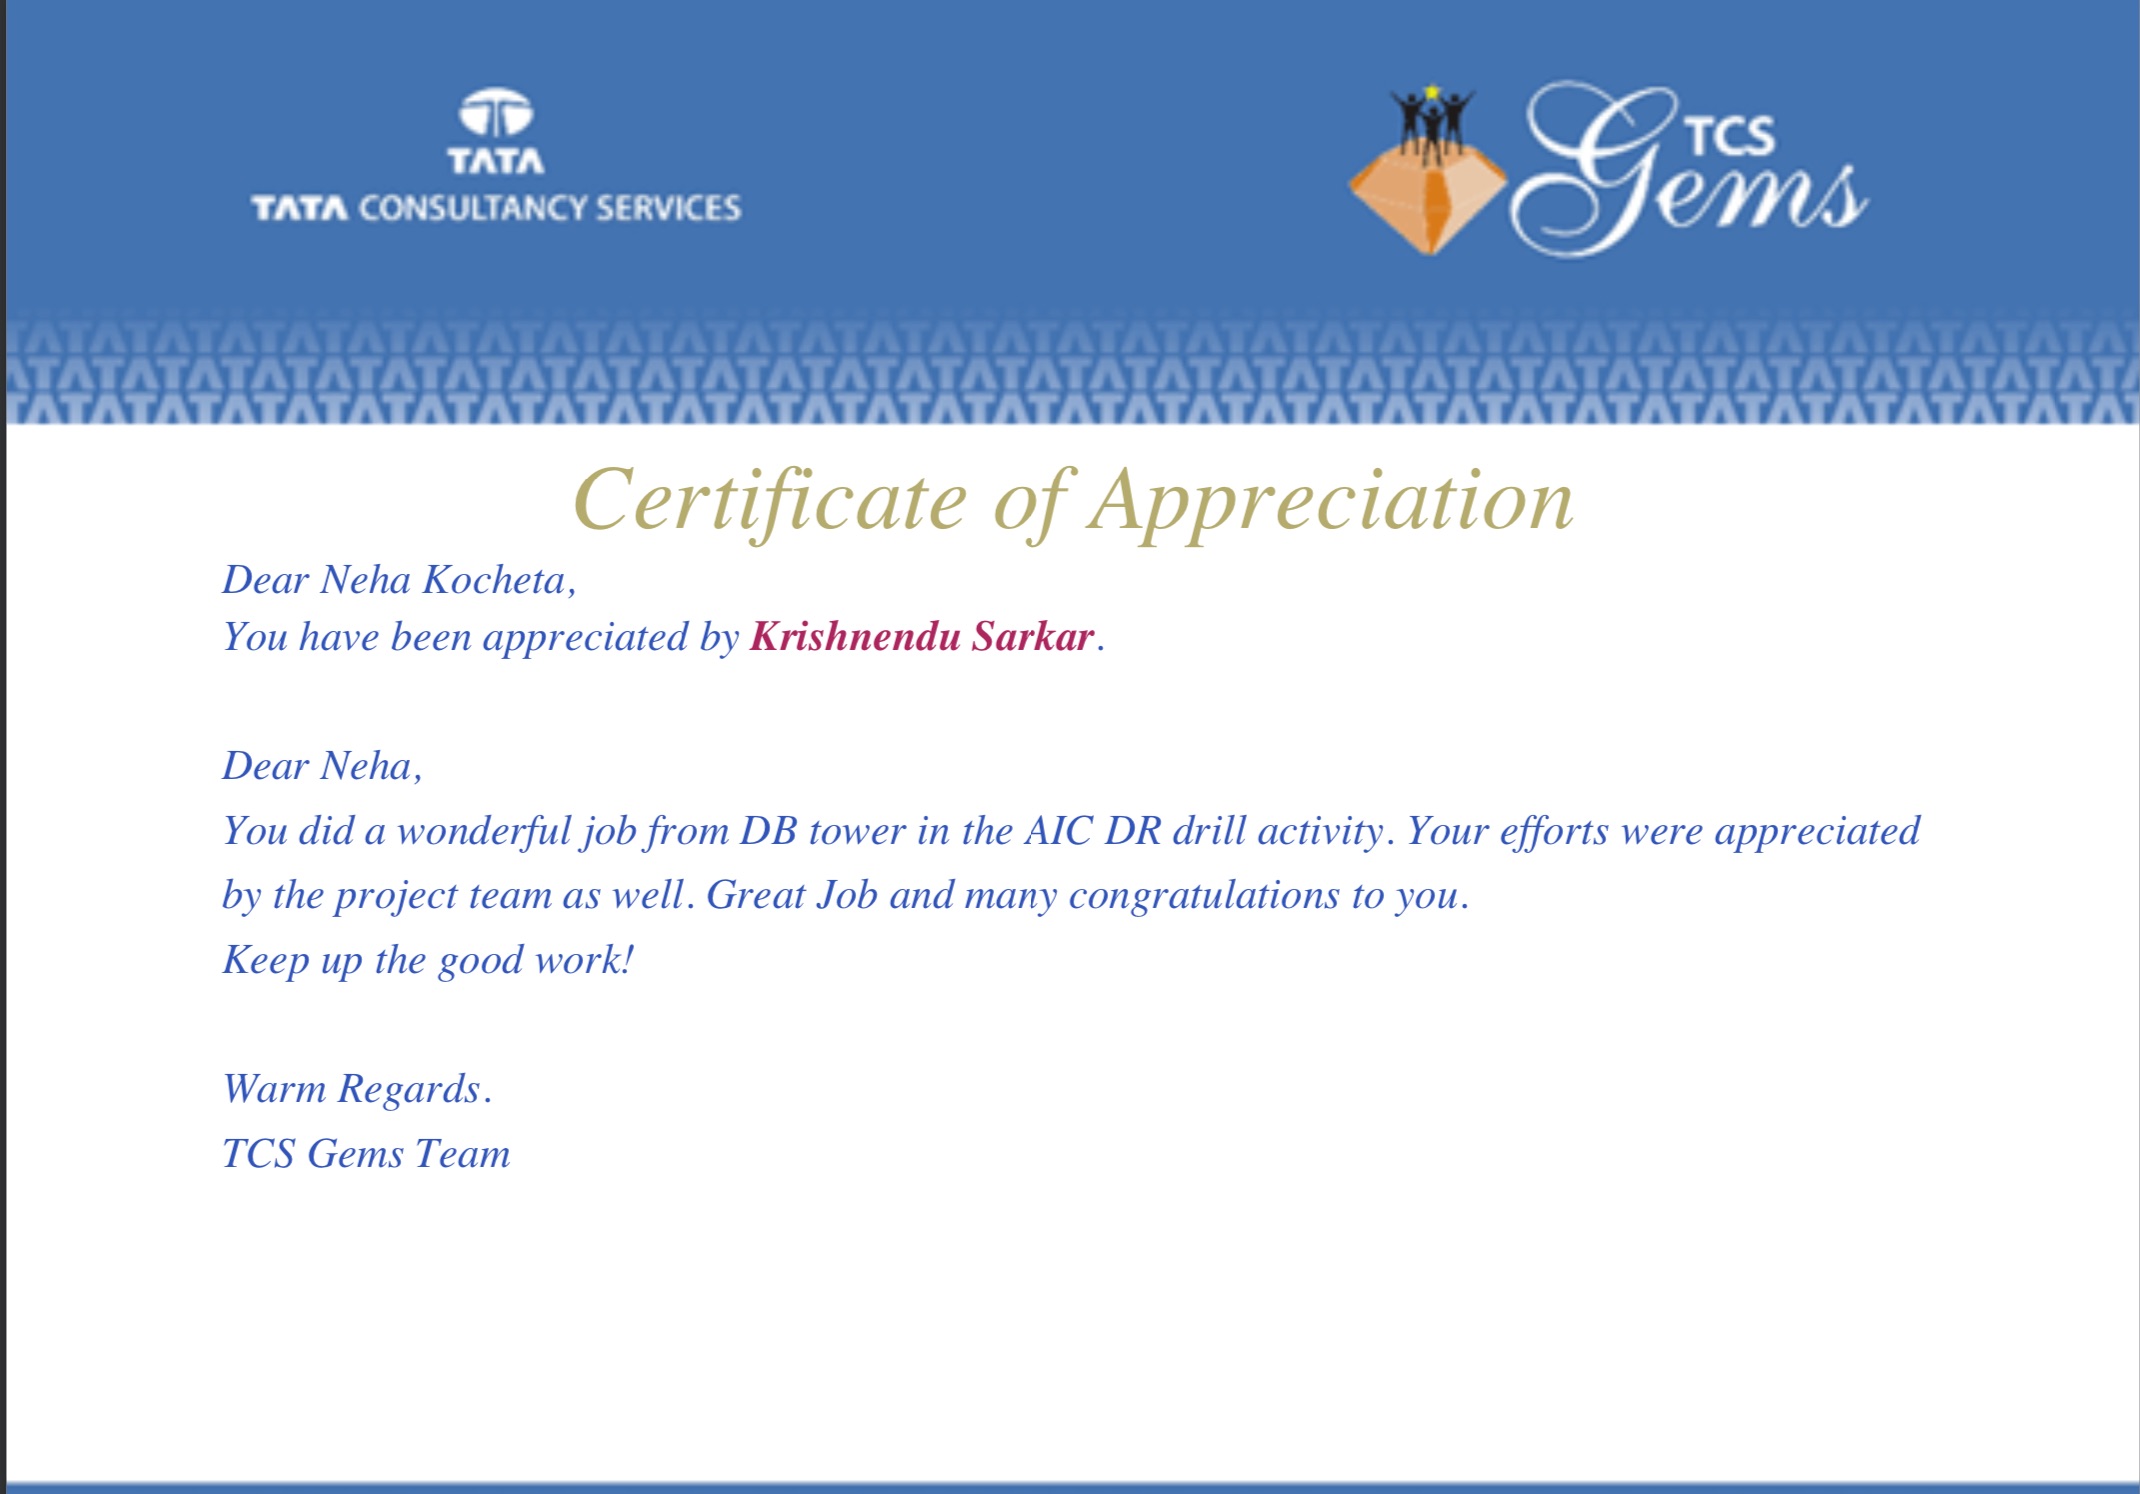 TATA
TATA CONSULTANCY SERVICES
TCS
Gems
TATATATATATATATATATATATATATATATATATATATATATATA
TATATATATATATATATATATATATATATATATATATATATATATA
TATATATATATATATATATATATATATATATATATATATATATATA
Certificate of Appreciation
Dear Neha Kocheta,
You have been appreciated by Krishnendu Sarkar.
Dear Neha,
You did a wonderful job from DB tower in the AIC DR drill activity. Your efforts were appreciated
by the project team as well. Great Job and many congratulations to you.
Keep up the good work!
Warm Regards.
TCS Gems Team